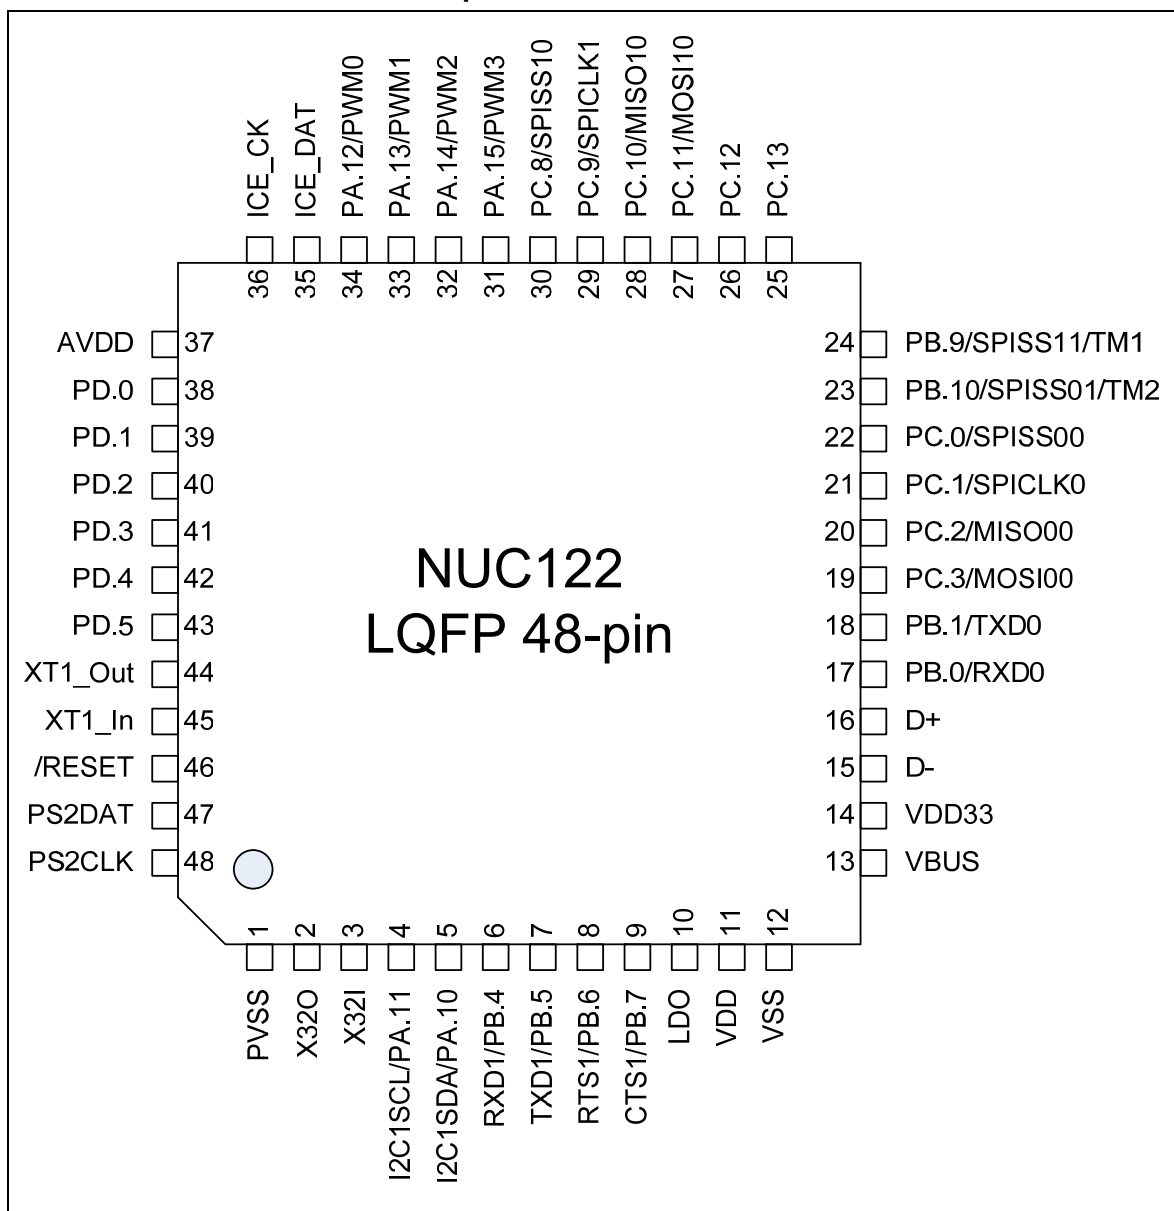 ICE_CK
ICE_DAT
PA.12/PWM0
PA.13/PWM1
PA.14/PWM2
PA.15/PWM3
PC.8/SPISS10
PC.9/SPICLK1
PC.10/MISO10
PC.11/MOSI10
PC.12
PC.13
36
35
34
33
32
31
30
29
28
27
26
25
AVDD 37
PD.0 38
PD.1 39
PD.2 40
PD.3 41
PD.4 42
PD.5 43
XT1_Out 44
XT1_In 45
/RESET 46
PS2DAT 47
PS2CLK 48
NUC122
LQFP 48-pin
24 PB.9/SPISS11/TM1
23 PB.10/SPISS01/TM2
22 PC.0/SPISS00
21 PC.1/SPICLK0
20 PC.2/MISO00
19 PC.3/MOSI00
18 PB.1/TXD0
17 PB.0/RXD0
16 D+
15 D-
14 VDD33
13 VBUS
1
2
3
4
5
6
7
8
9
10
11
12
PVSS
X32O
X32I
I2C1SCL/PA.11
I2C1SDA/PA.10
RXD1/PB.4
TXD1/PB.5
RTS1/PB.6
CTS1/PB.7
LDO
VDD
VSS